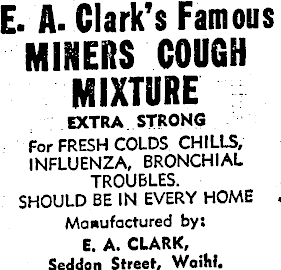 E. A. Clark's Famous
MINERS COUGH
MIXTURE
EXTRA STRONG
For FRESH COLDS CHILLS,
INFLUENZA, BRONCHIAL
TROUBLES.
SHOULD BE IN EVERY HOME
Manufactured by:
E. A. CLARK,
Seddon Street, Waihi.